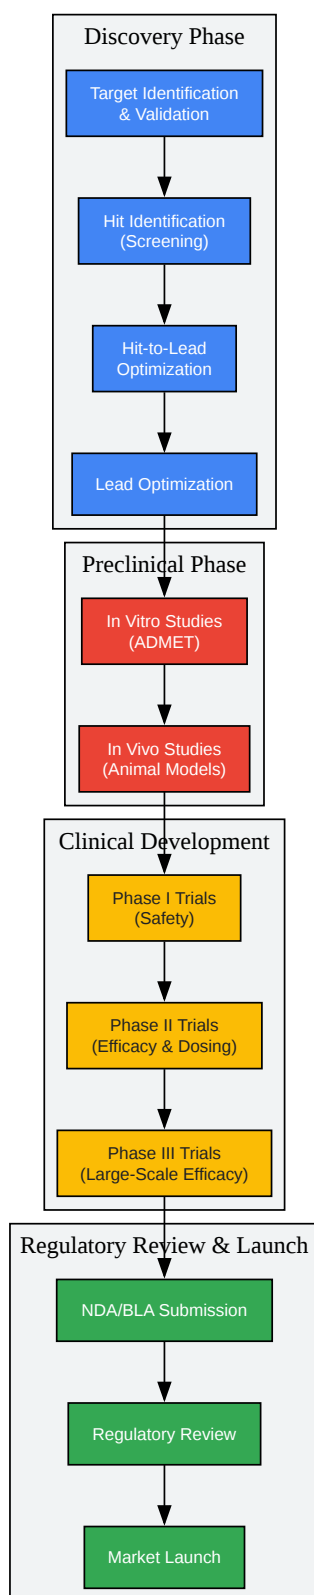 Discovery Phase
Target Identification
& Validation
Hit Identification
(Screening)
Hit-to-Lead
Optimization
Lead Optimization
Preclinical Phase
In Vitro Studies
(ADMET)
In Vivo Studies
(Animal Models)
Clinical Development
Phase I Trials
(Safety)
Phase II Trials
(Efficacy & Dosing)
Phase III Trials
(Large-Scale Efficacy)
Regulatory Review & Launch
NDA/BLA Submission
Regulatory Review
Market Launch